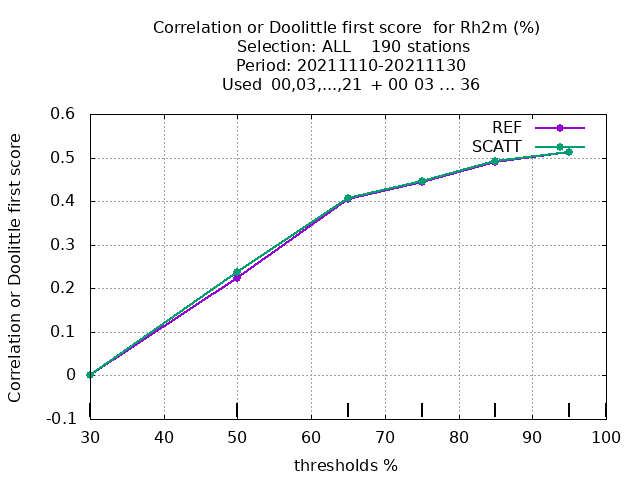 Correlation or Doolittle first score  for Rh2m (%)
Selection: ALL    190 stations
Period: 20211110-20211130
Used  00,03,...,21  + 00 03 ... 36
REF
SCATT
Correlation or Doolittle first score
0.6
0.5
0.4
0.3
0.2
0.1
0
-0.1
30 40 50 60 70 80 90 100
thresholds %